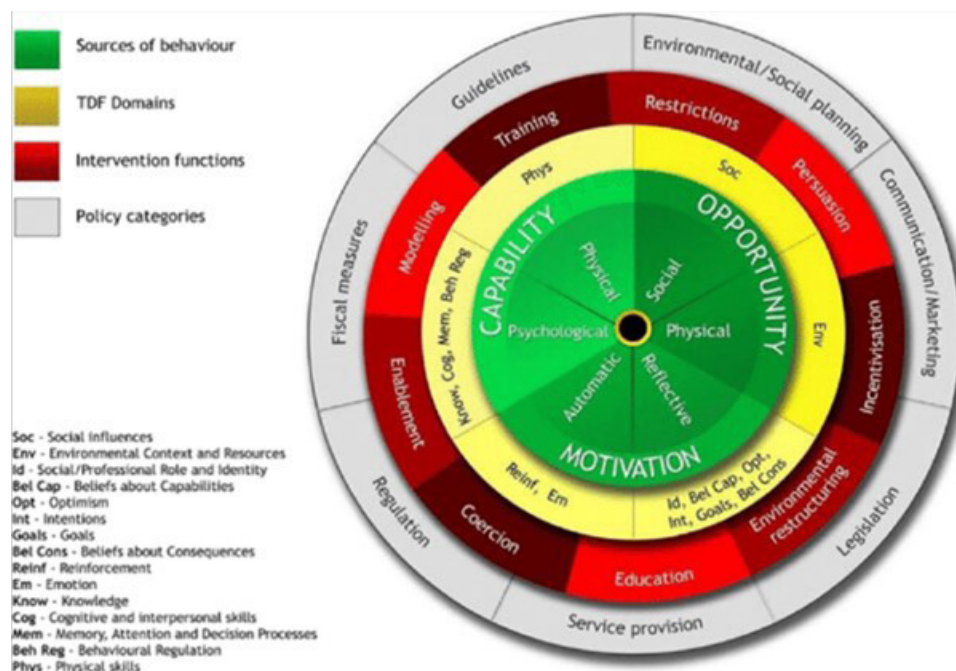 Sources of behaviour
TDF Domains
Intervention functions
Policy categories
Guidelines
Environmental/Social planning
Communication/Marketing
Legislation
Service provision
Regulation
Fiscal measures
Training
Restrictions
Persuasion
Incentivisation
Environmental
restructuring
Education
Coercion
Enablement
Modelling
Phys
Soc
Env
Id, Bel Cap, Opt,
Int, Goals, Bel Cons
Reinf, Em
Know, Cog, Mem, Beh Reg
CAPABILITY
OPPORTUNITY
MOTIVATION
Physical
Social
Psychological
Physical
Automatic
Reflective
Soc - Social influences
Env - Environmental Context and Resources
Id - Social/Professional Role and Identity
Bel Cap - Beliefs about Capabilities
Opt - Optimism
Int - Intentions
Goals - Goals
Bel Cons - Beliefs about Consequences
Reinf - Reinforcement
Em - Emotion
Know - Knowledge
Cog - Cognitive and interpersonal skills
Mem - Memory, Attention and Decision Processes
Beh Reg - Behavioural Regulation
Phys - Physical skills